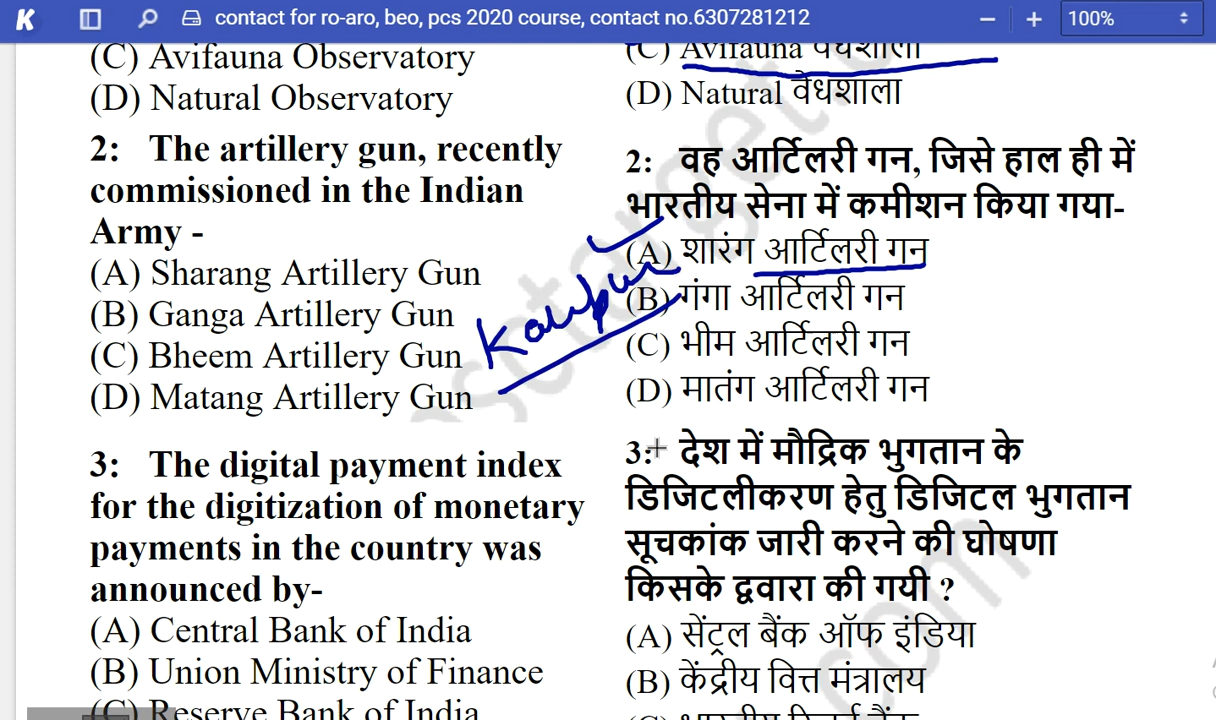 K contact for ro-aro, beo, pcs 2020 course, contact no.6307281212 − + 100%
(C) Avifauna Observatory
(D) Natural Observatory
2: The artillery gun, recently
commissioned in the Indian
Army -
(A) Sharang Artillery Gun
(B) Ganga Artillery Gun
(C) Bheem Artillery Gun
(D) Matang Artillery Gun
3: The digital payment index
for the digitization of monetary
payments in the country was
announced by-
(A) Central Bank of India
(B) Union Ministry of Finance
(C) Reserve Bank of India
(C) Avifauna वेधशाला
(D) Natural वेधशाला
2: वह आर्टिलरी गन, जिसे हाल ही में
भारतीय सेना में कमीशन किया गया-
(A) शारंग आर्टिलरी गन
(B) गंगा आर्टिलरी गन
(C) भीम आर्टिलरी गन
(D) मातंग आर्टिलरी गन
Kanpur
3: देश में मौद्रिक भुगतान के
डिजिटलीकरण हेतु डिजिटल भुगतान
सूचकांक जारी करने की घोषणा
किसके द्वारा की गयी ?
(A) सेंट्रल बैंक ऑफ इंडिया
(B) केंद्रीय वित्त मंत्रालय